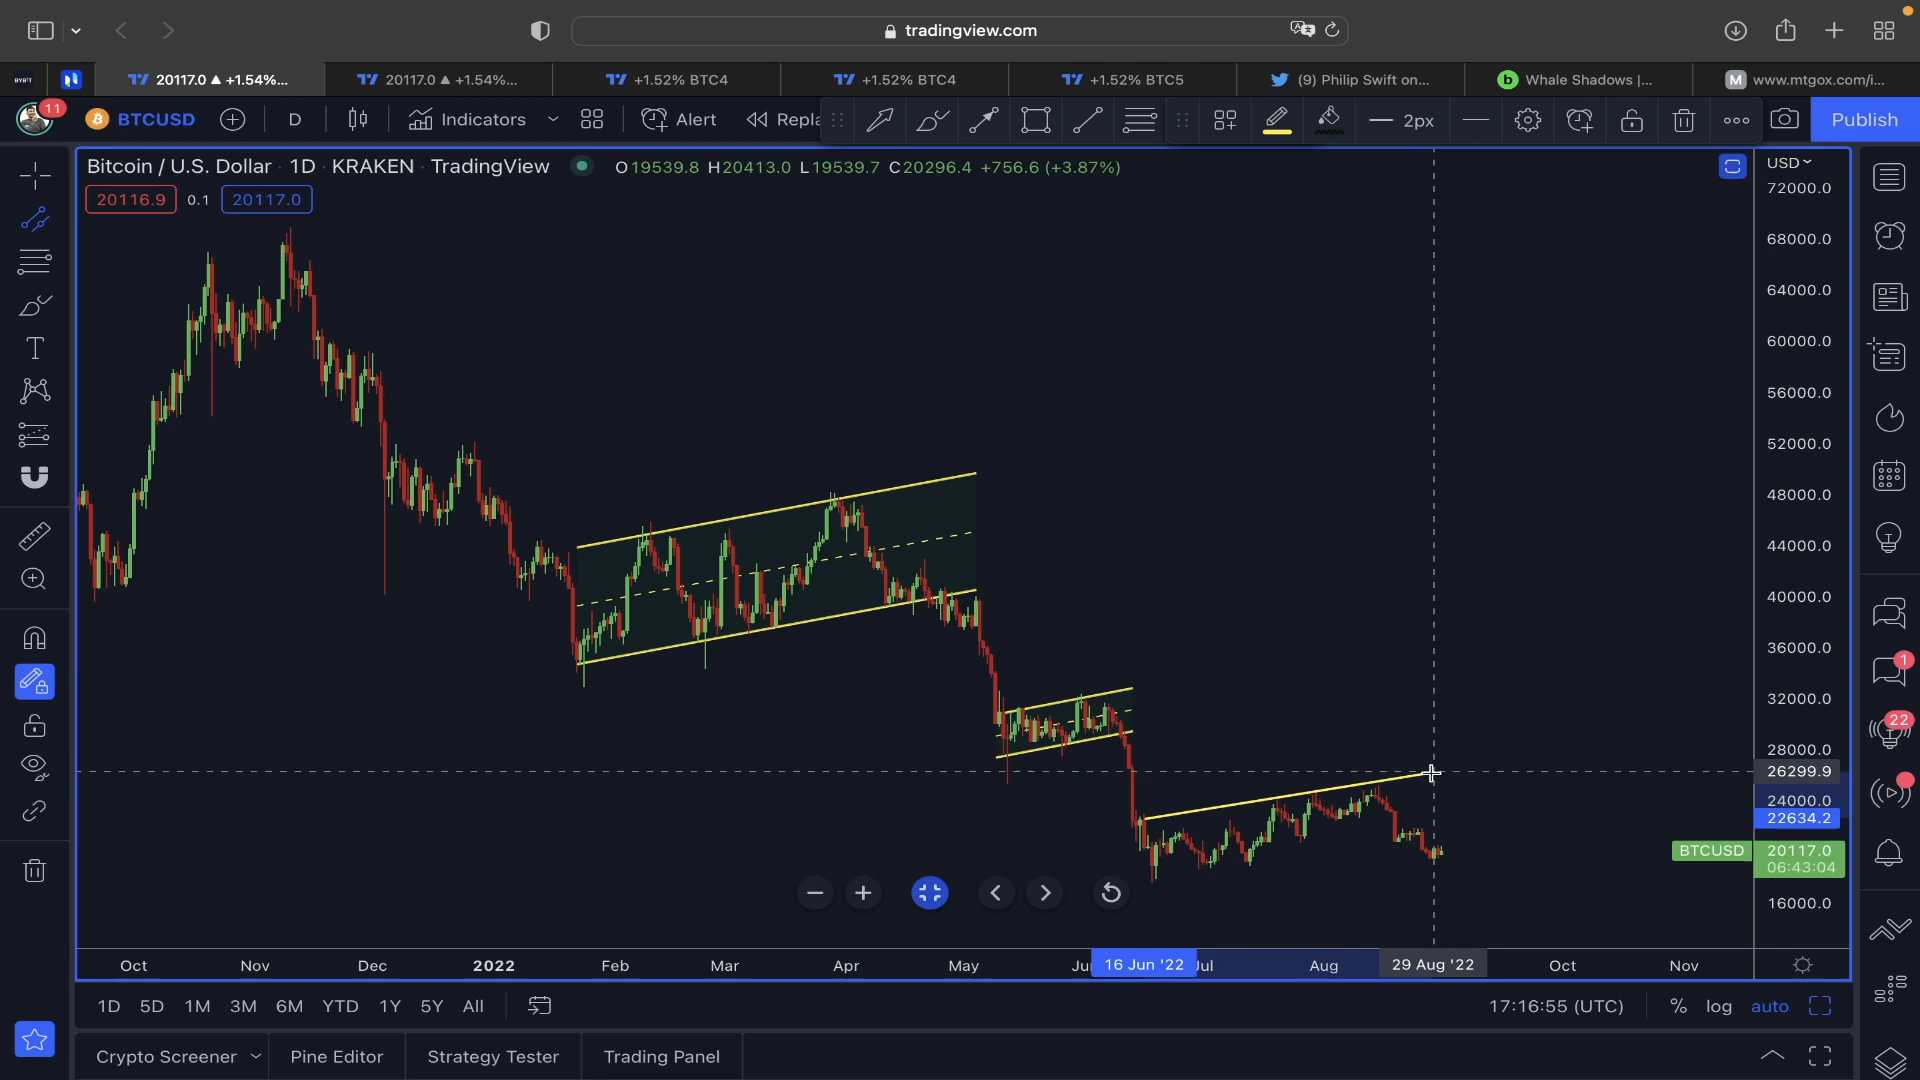 tradingview.com
BYBIT
20117.0 ▲ +1.54%...
20117.0 ▲ +1.54%...
+1.52% BTC4
+1.52% BTC4
+1.52% BTC5
(9) Philip Swift on...
b Whale Shadows |...
M www.mtgox.com/i...
11
BTCUSD
D
Indicators
Alert
Repla
2px
Publish
Bitcoin / U.S. Dollar · 1D · KRAKEN · TradingView
O19539.8 H20413.0 L19539.7 C20296.4 +756.6 (+3.87%)
USD
20116.9 0.1 20117.0
72000.0
68000.0
64000.0
60000.0
56000.0
52000.0
48000.0
44000.0
40000.0
36000.0
32000.0
28000.0
26299.9
24000.0
22634.2
BTCUSD 20117.0
06:43:04
16000.0
1
22
Oct Nov Dec 2022 Feb Mar Apr May Ju 16 Jun '22 Jul Aug 29 Aug '22 Oct Nov
1D 5D 1M 3M 6M YTD 1Y 5Y All
17:16:55 (UTC) % log auto
Crypto Screener Pine Editor Strategy Tester Trading Panel